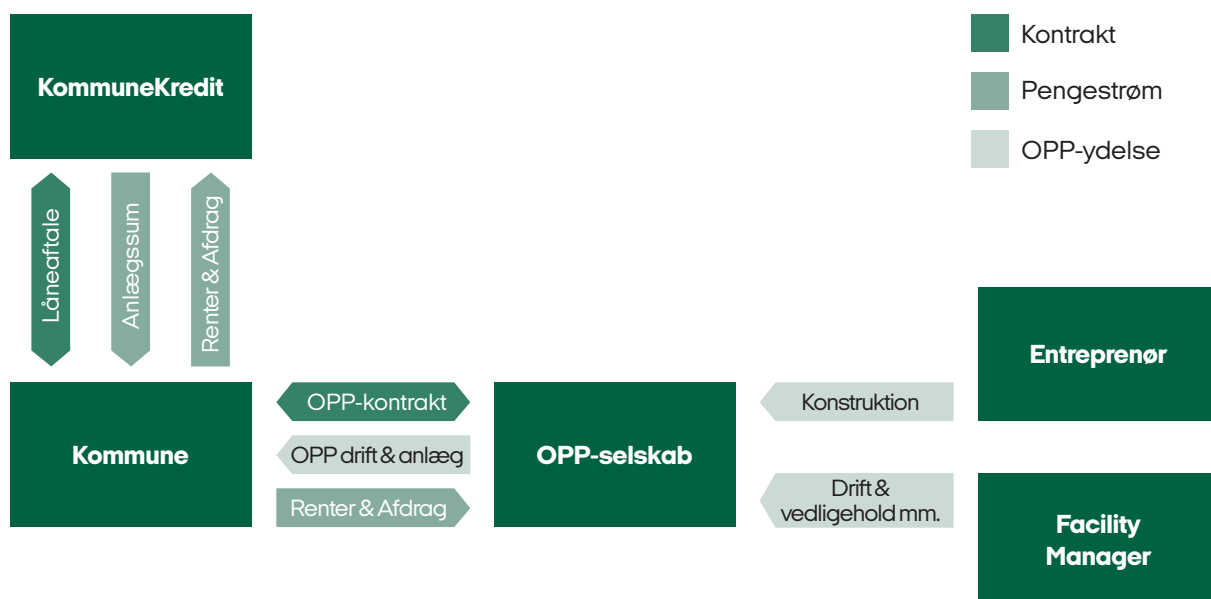 KommuneKredit
Kontrakt
Pengestrøm
OPP-ydelse
Låneaftale
Anlægssum
Renter & Afdrag
Kommune
OPP-kontrakt
OPP drift & anlæg
Renter & Afdrag
OPP-selskab
Konstruktion
Drift &
vedligehold mm.
Entreprenør
Facility
Manager